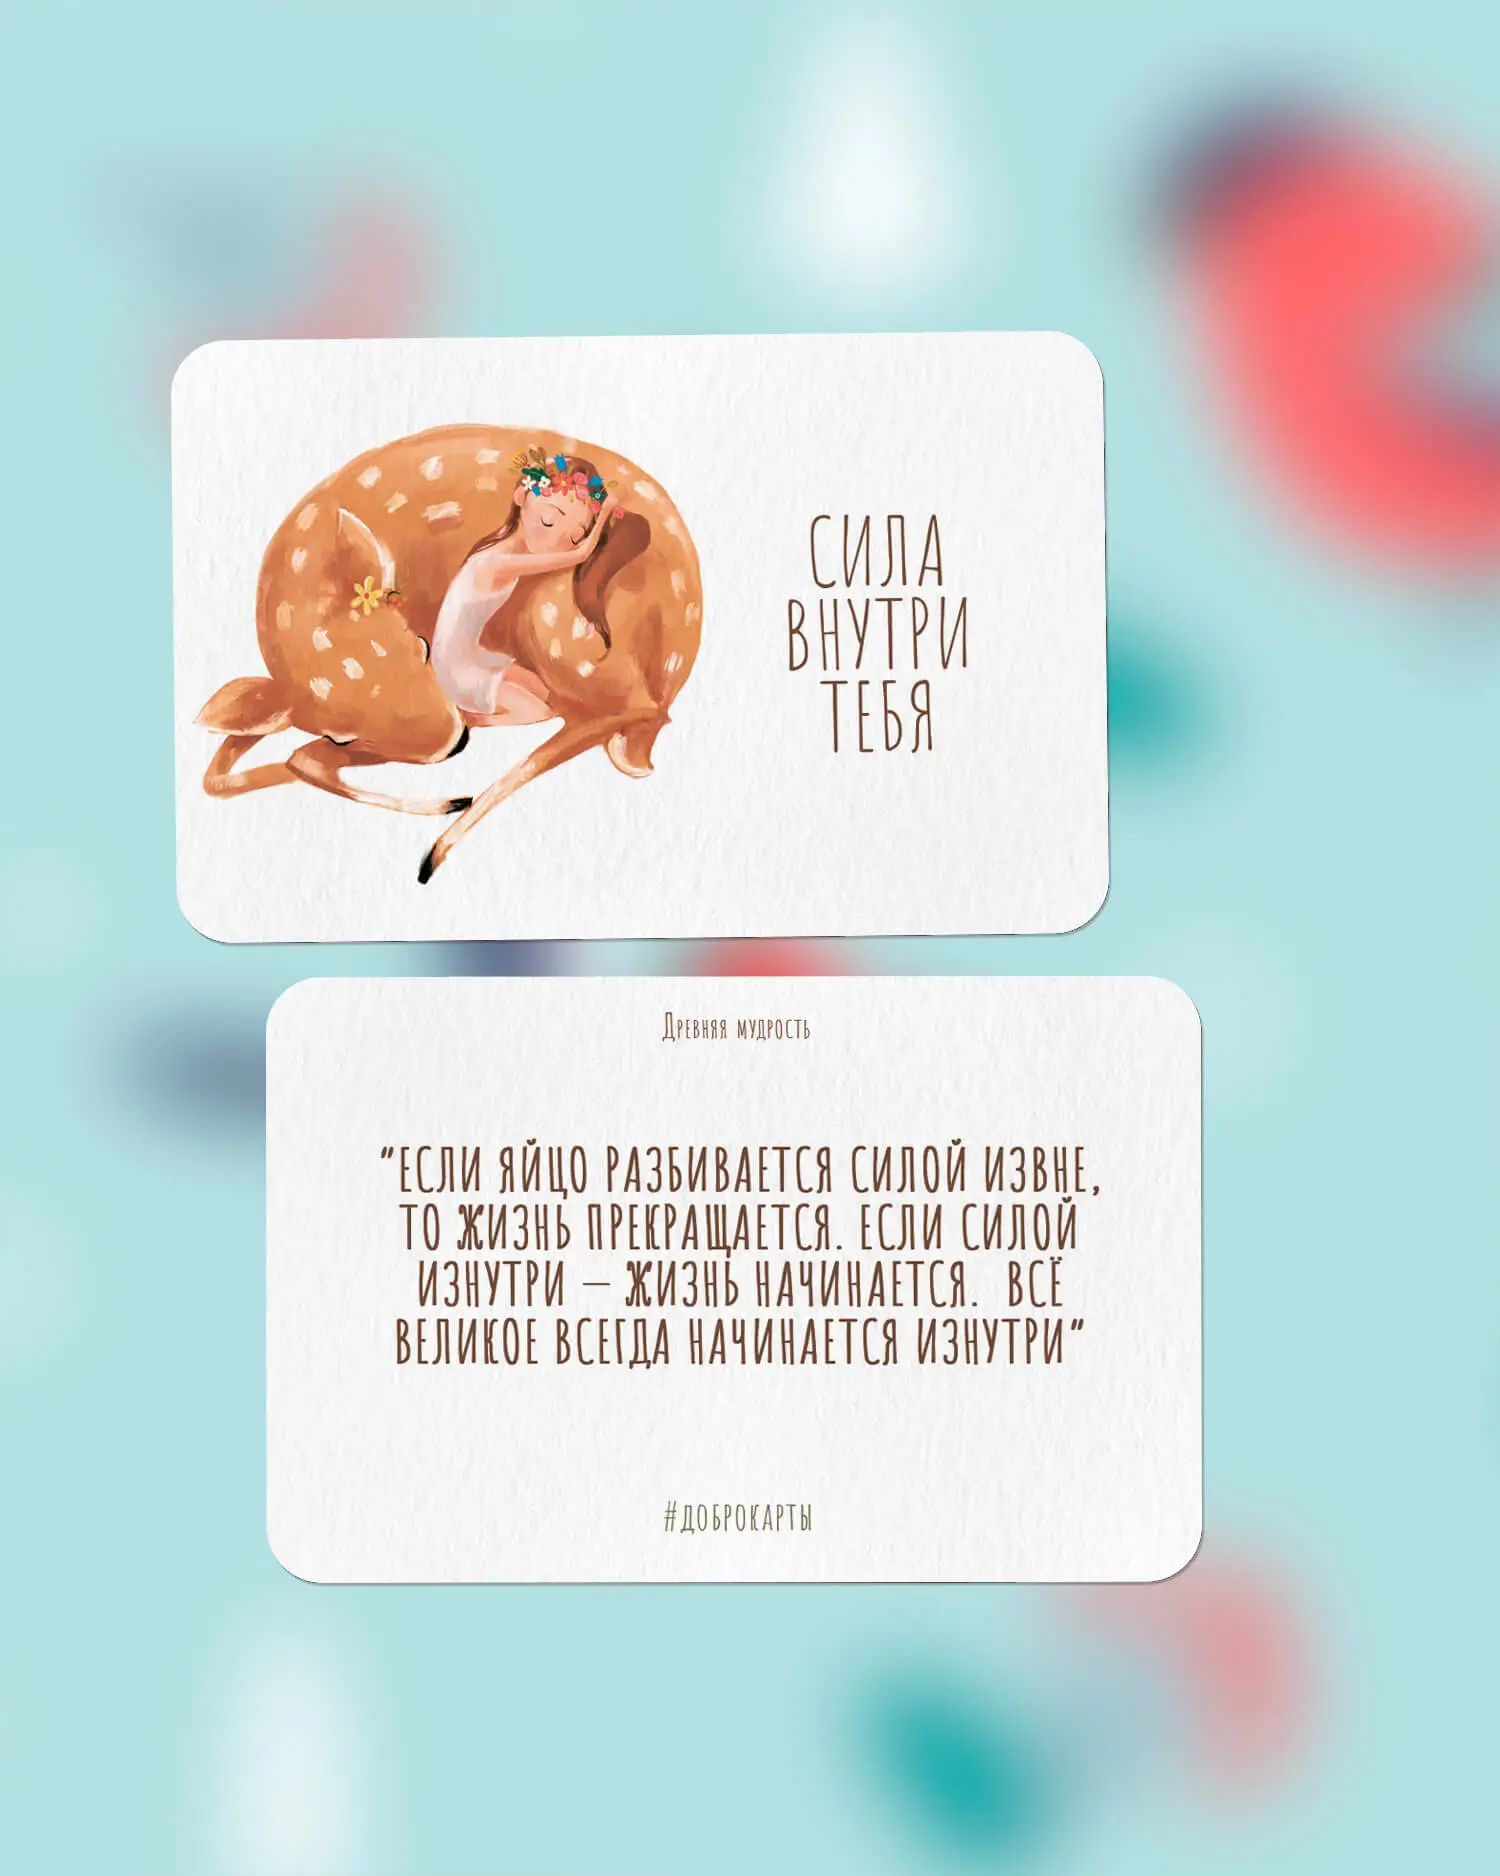 СИЛА
ВНУТРИ
ТЕБЯ
Древняя мудрость
"ЕСЛИ ЯЙЦО РАЗБИВАЕТСЯ СИЛОЙ ИЗВНЕ,
ТО ЖИЗНЬ ПРЕКРАЩАЕТСЯ. ЕСЛИ СИЛОЙ
ИЗНУТРИ – ЖИЗНЬ НАЧИНАЕТСЯ. ВСЁ
ВЕЛИКОЕ ВСЕГДА НАЧИНАЕТСЯ ИЗНУТРИ"
#ДОБРОКАРТЫ